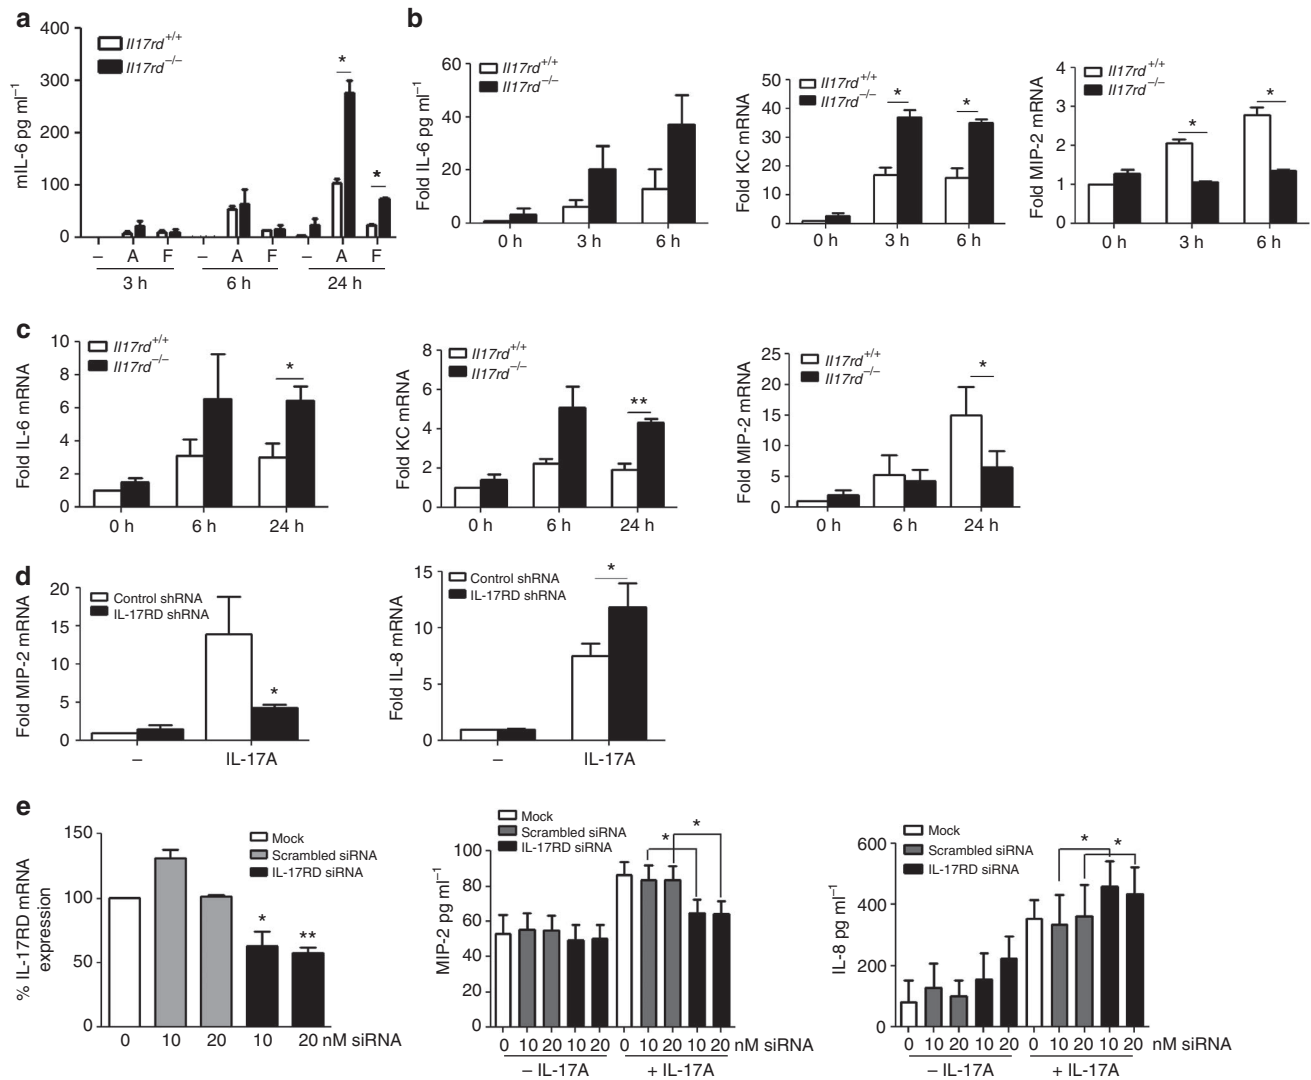 a
mIL-6 pg ml⁻¹
400
300
200
100
0
Il17rd+/+
Il17rd−/−
*
*
– A F – A F – A F
3 h 6 h 24 h
b
Fold IL-6 pg ml⁻¹
60
40
20
0
Il17rd+/+
Il17rd−/−
0 h 3 h 6 h
Fold KC mRNA
50
40
30
20
10
0
Il17rd+/+
Il17rd−/−
* *
0 h 3 h 6 h
Fold MIP-2 mRNA
4
3
2
1
0
Il17rd+/+
Il17rd−/−
* *
0 h 3 h 6 h
c
Fold IL-6 mRNA
10
8
6
4
2
0
Il17rd+/+
Il17rd−/−
*
0 h 6 h 24 h
Fold KC mRNA
8
6
4
2
0
Il17rd+/+
Il17rd−/−
**
0 h 6 h 24 h
Fold MIP-2 mRNA
25
20
15
10
5
0
Il17rd+/+
Il17rd−/−
*
0 h 6 h 24 h
d
Fold MIP-2 mRNA
20
15
10
5
0
Control shRNA
IL-17RD shRNA
*
– IL-17A
Fold IL-8 mRNA
15
10
5
0
Control shRNA
IL-17RD shRNA
*
– IL-17A
e
% IL-17RD mRNA
expression
150
100
50
0
Mock
Scrambled siRNA
IL-17RD siRNA
* **
0 10 20 10 20 nM siRNA
MIP-2 pg ml⁻¹
100
80
60
40
20
0
Mock
Scrambled siRNA
IL-17RD siRNA
* *
0 10 20 10 20 0 10 20 10 20 nM siRNA
– IL-17A + IL-17A
IL-8 pg ml⁻¹
600
400
200
0
Mock
Scrambled siRNA
IL-17RD siRNA
* *
0 10 20 10 20 0 10 20 10 20 nM siRNA
– IL-17A + IL-17A